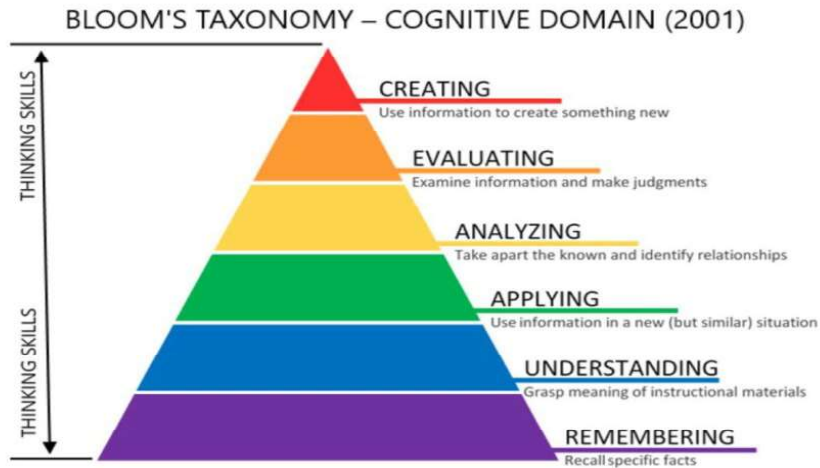 BLOOM'S TAXONOMY – COGNITIVE DOMAIN (2001)
THINKING SKILLS
CREATING
Use information to create something new
EVALUATING
Examine information and make judgments
ANALYZING
Take apart the known and identify relationships
APPLYING
Use information in a new (but similar) situation
THINKING SKILLS
UNDERSTANDING
Grasp meaning of instructional materials
REMEMBERING
Recall specific facts